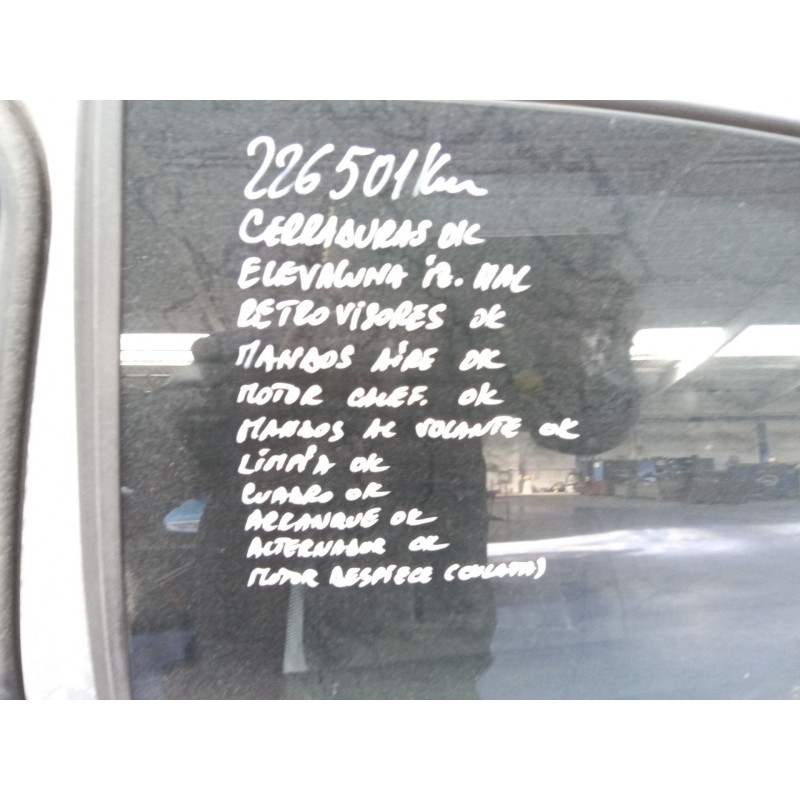 226501Km
CERRADURAS OK
ELEVALUNA iz. MAL
RETROVISORES OK
MANDOS AIRE OK
MOTOR CALEF. OK
MANDOS AL VOLANTE OK
LIMPIA OK
CUADRO OK
ARRANQUE OK
ALTERNADOR OK
MOTOR DESPIECE (CULATA)